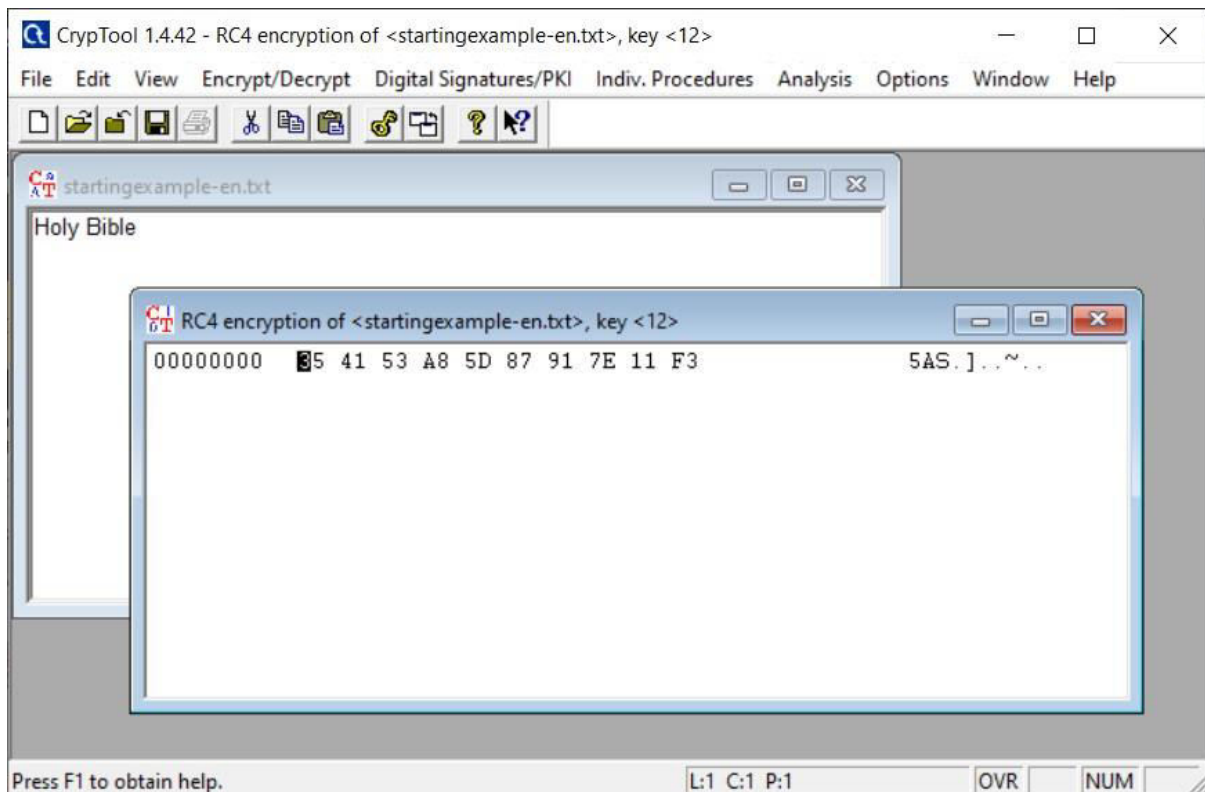 CrypTool 1.4.42 - RC4 encryption of <startingexample-en.txt>, key <12>
File Edit View Encrypt/Decrypt Digital Signatures/PKI Indiv. Procedures Analysis Options Window Help
startingexample-en.txt
Holy Bible
RC4 encryption of <startingexample-en.txt>, key <12>
00000000 35 41 53 A8 5D 87 91 7E 11 F3 5AS.]..~..
Press F1 to obtain help. L:1 C:1 P:1 OVR NUM